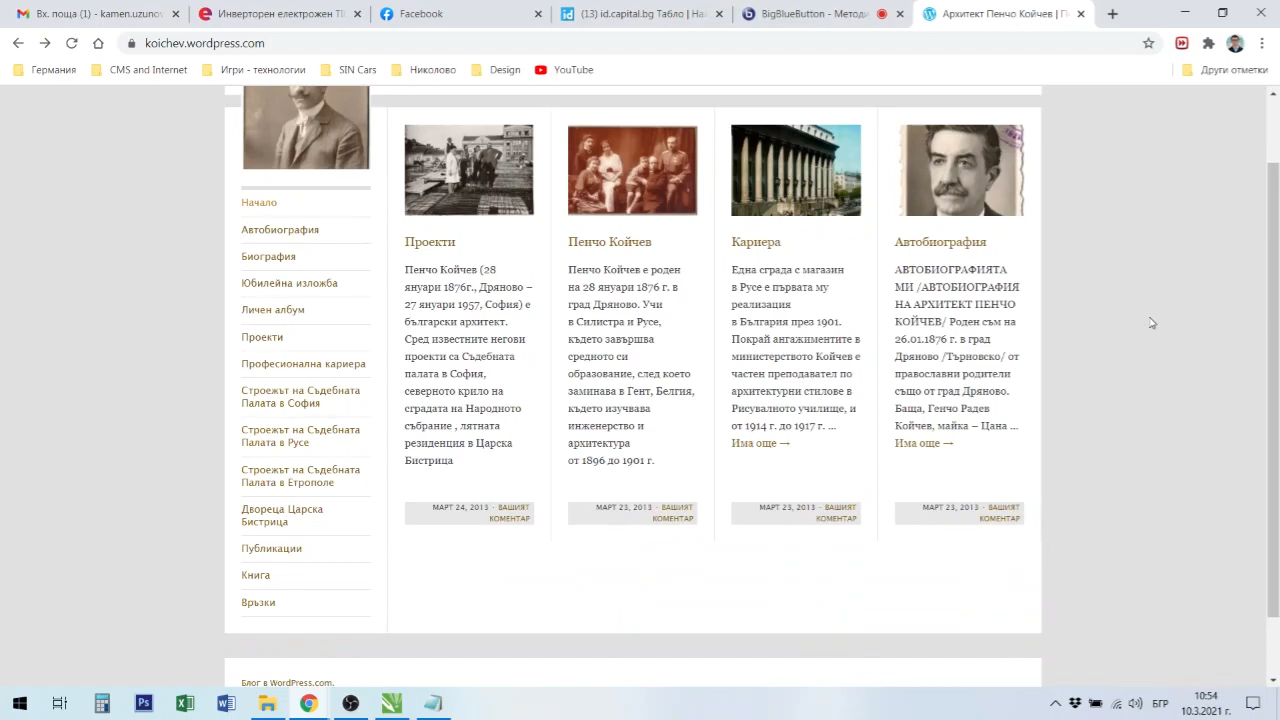 Вх. поща (1) - kamen.uzunov
Инверторен електрожен TI
Facebook
(13) id.capital.bg Табло | На
BigBlueButton - Методи
Архитект Пенчо Койчев | П
koichev.wordpress.com
Германия
CMS and Internet
Игри - технологии
SIN Cars
Николово
Design
YouTube
Други отметки
Начало
Автобиография
Биография
Юбилейна изложба
Личен албум
Проекти
Професионална кариера
Строежът на Съдебната
Палата в София
Строежът на Съдебната
Палата в Русе
Строежът на Съдебната
Палата в Етрополе
Двореца Царска
Бистрица
Публикации
Книга
Връзки
Проекти
Пенчо Койчев (28
януари 1876г., Дряново –
27 януари 1957, София) е
български архитект.
Сред известните негови
проекти са Съдебната
палата в София,
северното крило на
сградата на Народното
събрание , лятната
резиденция в Царска
Бистрица
МАРТ 24, 2013 - ВАШИЯТ
КОМЕНТАР
Пенчо Койчев
Пенчо Койчев е роден
на 28 януари 1876 г. в
град Дряново. Учи
в Силистра и Русе,
където завършва
средното си
образование, след което
заминава в Гент, Белгия,
където изучава
инженерство и
архитектура
от 1896 до 1901 г.
МАРТ 23, 2013 - ВАШИЯТ
КОМЕНТАР
Кариера
Една сграда с магазин
в Русе е първата му
реализация
в България през 1901.
Покрай ангажиментите в
министерството Койчев е
частен преподавател по
архитектурни стилове в
Рисувалното училище, и
от 1914 г. до 1917 г. ...
Има още →
МАРТ 23, 2013 - ВАШИЯТ
КОМЕНТАР
Автобиография
АВТОБИОГРАФИЯТА
МИ /АВТОБИОГРАФИЯ
НА АРХИТЕКТ ПЕНЧО
КОЙЧЕВ/ Роден съм на
26.01.1876 г. в град
Дряново /Търновско/ от
православни родители
също от град Дряново.
Баща, Генчо Радев
Койчев, майка – Цана ...
Има още →
МАРТ 23, 2013 - ВАШИЯТ
КОМЕНТАР
Блог в WordPress.com.
БГР
10:54
10.3.2021 г.